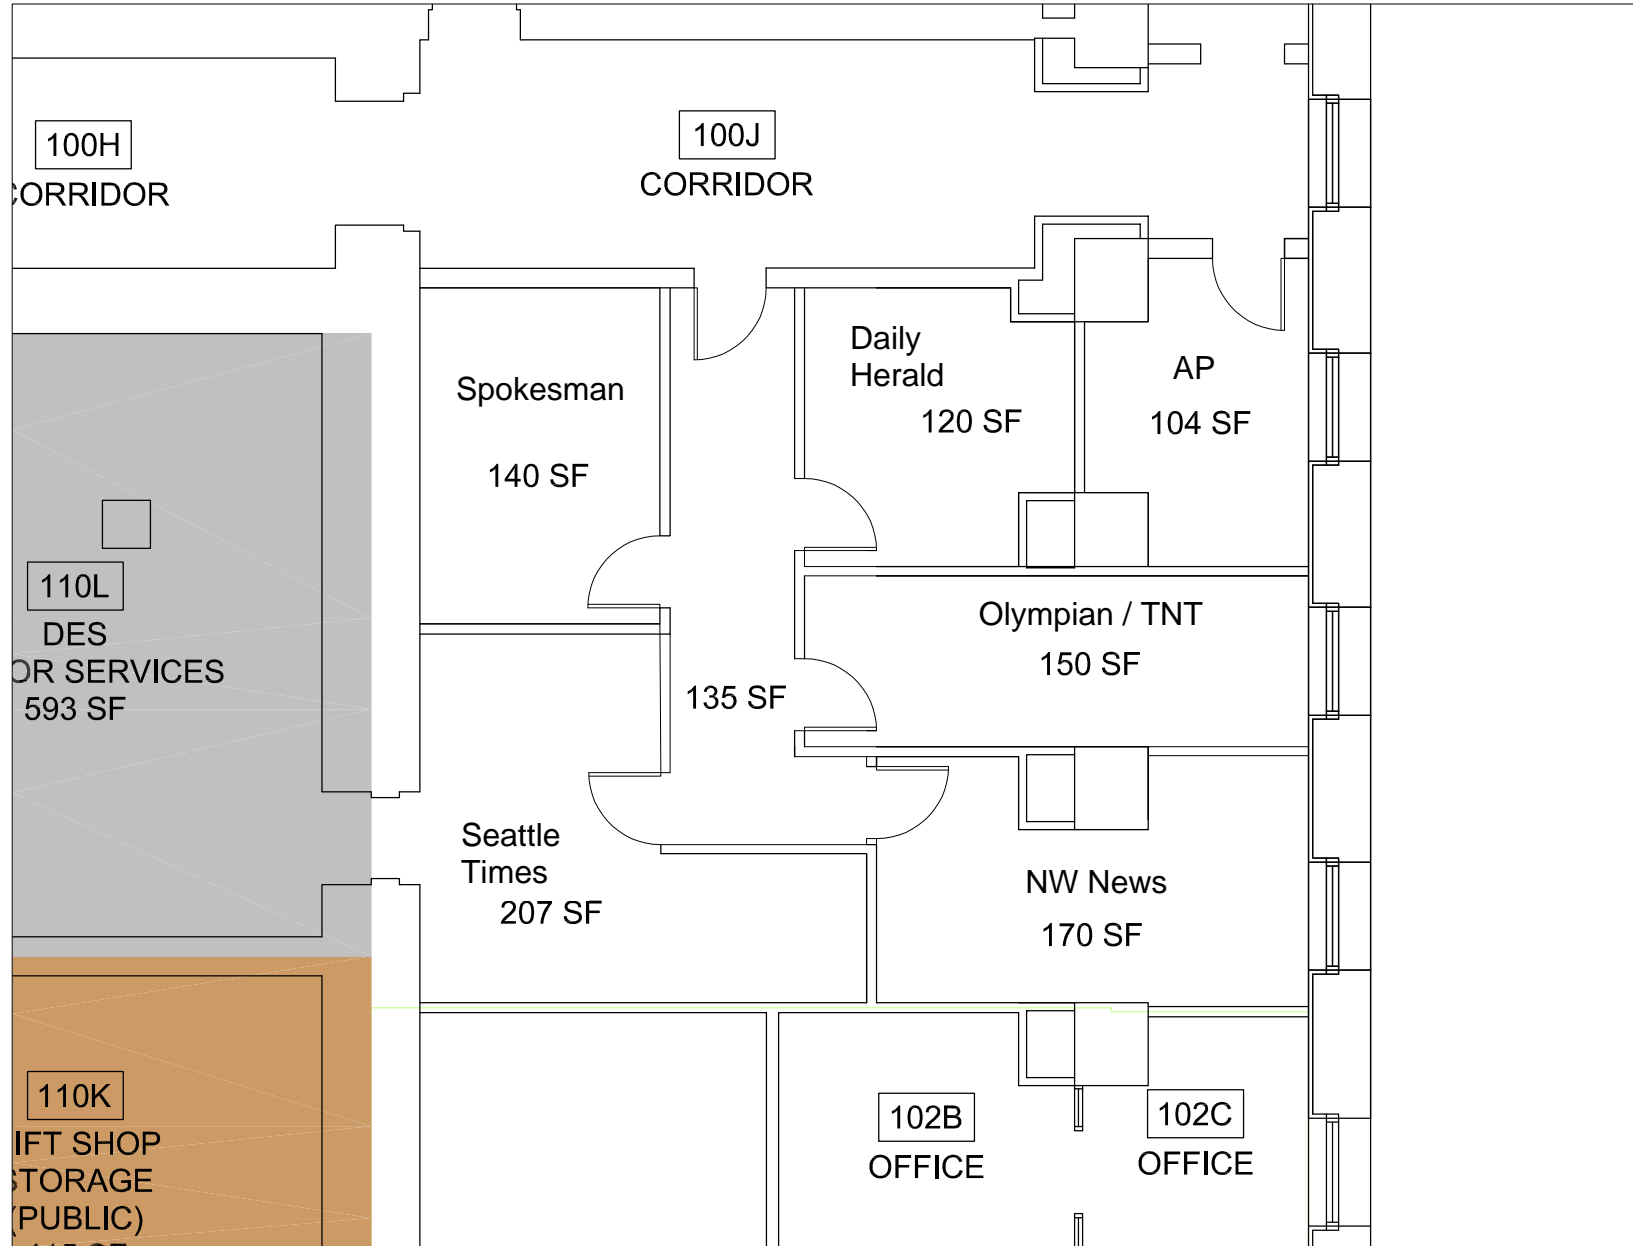 100H
CORRIDOR
100J
CORRIDOR
Spokesman
140 SF
Daily
Herald
120 SF
AP
104 SF
110L
DES
OR SERVICES
593 SF
Olympian / TNT
150 SF
135 SF
Seattle
Times
207 SF
NW News
170 SF
110K
IFT SHOP
STORAGE
(PUBLIC)
102B
OFFICE
102C
OFFICE